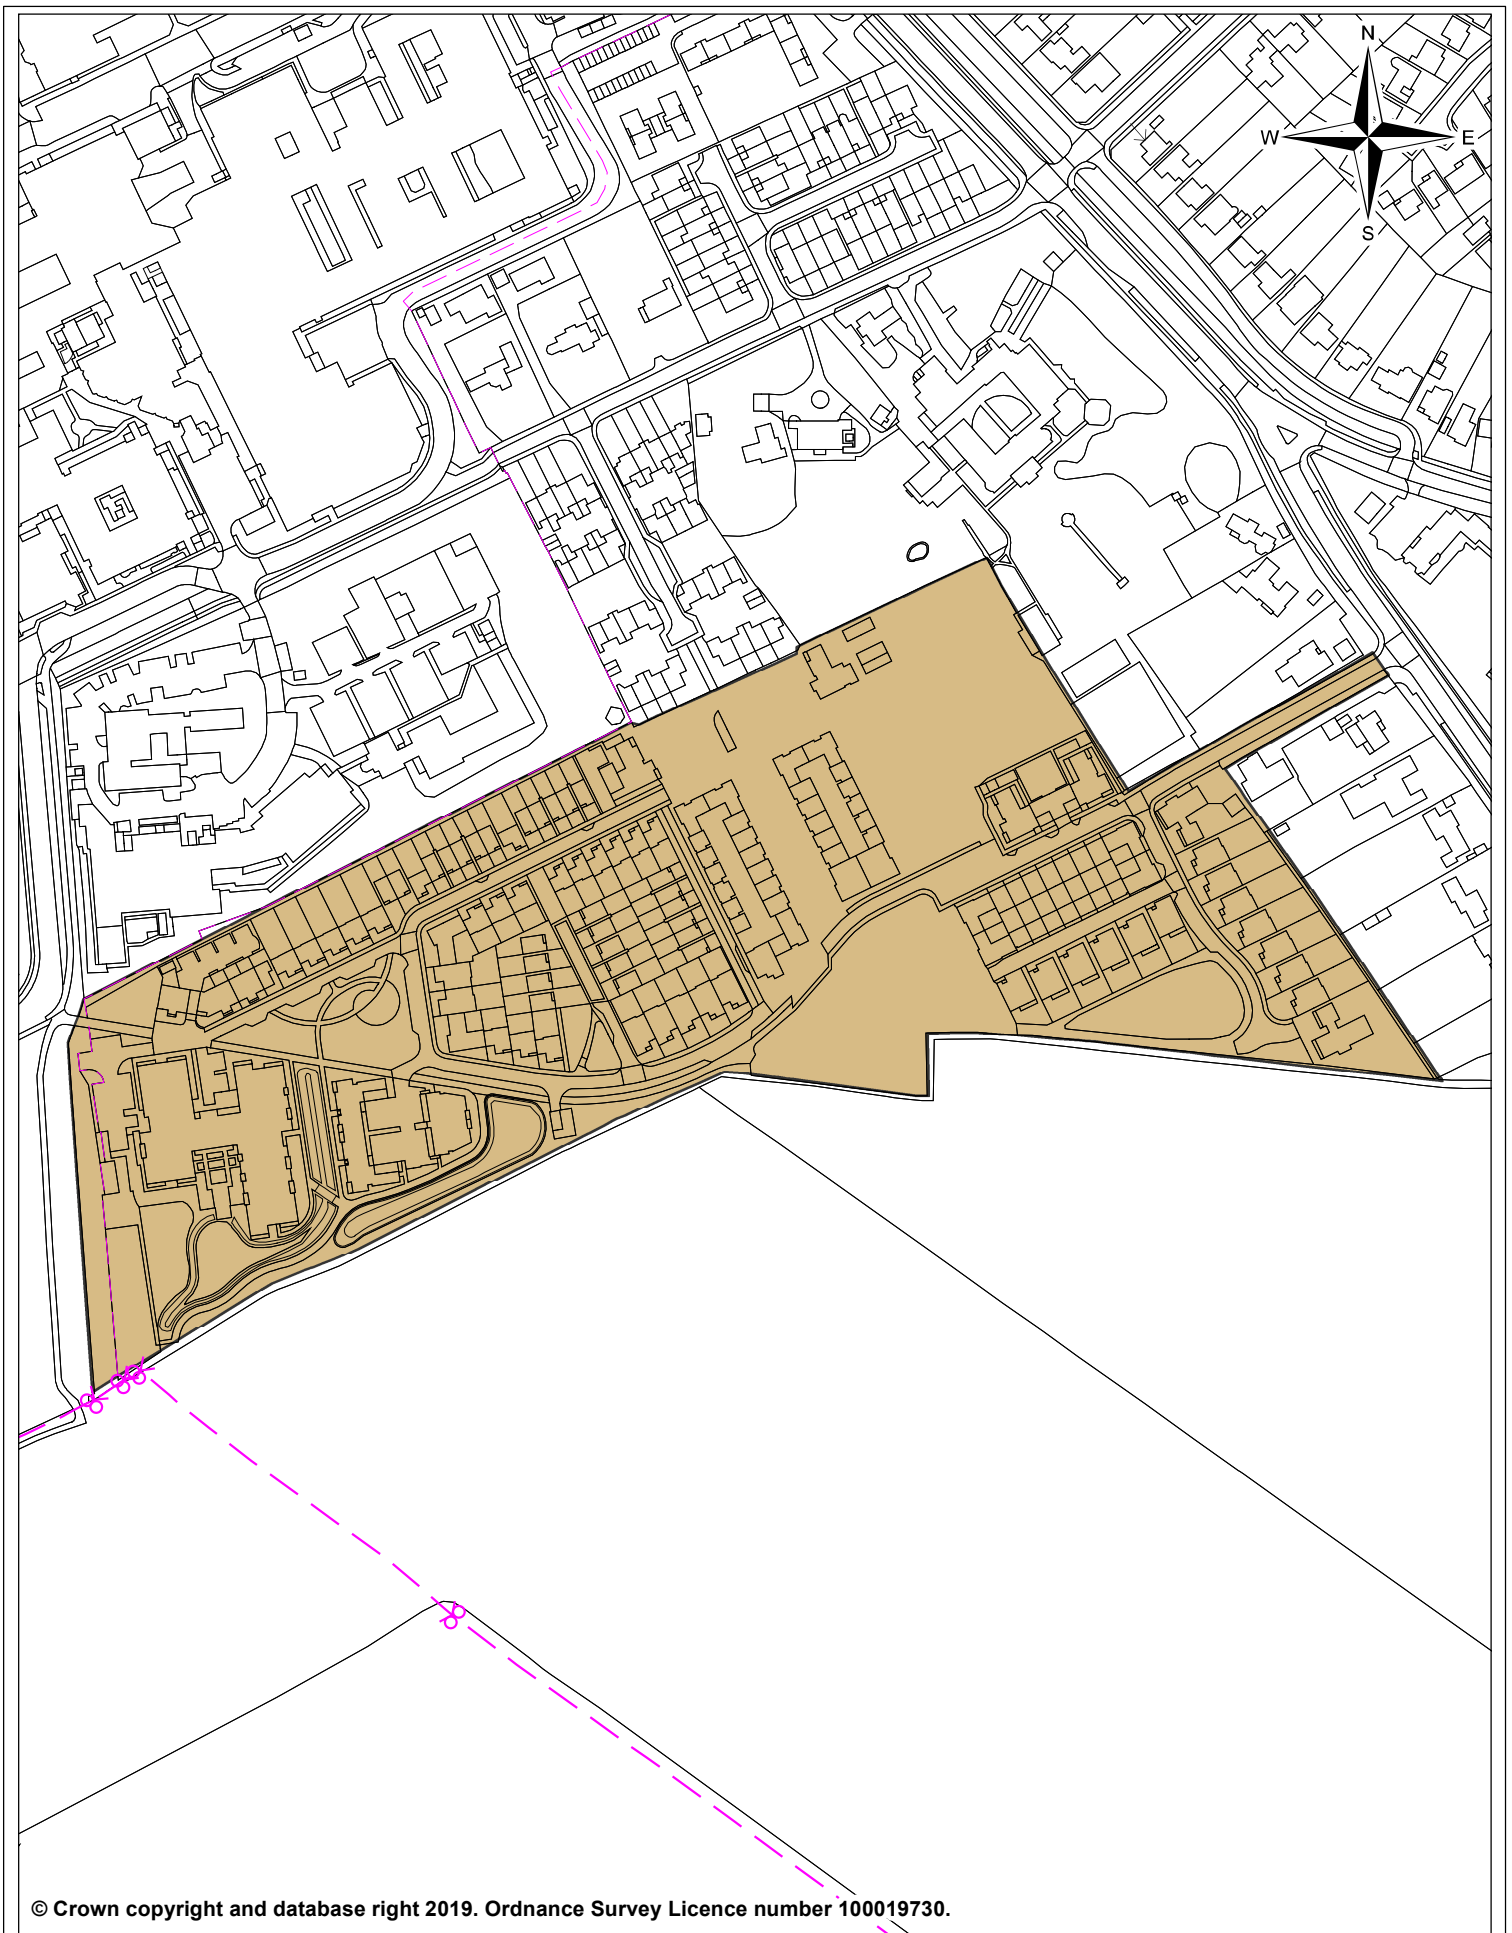 N
W E
S
© Crown copyright and database right 2019. Ordnance Survey Licence number 100019730.